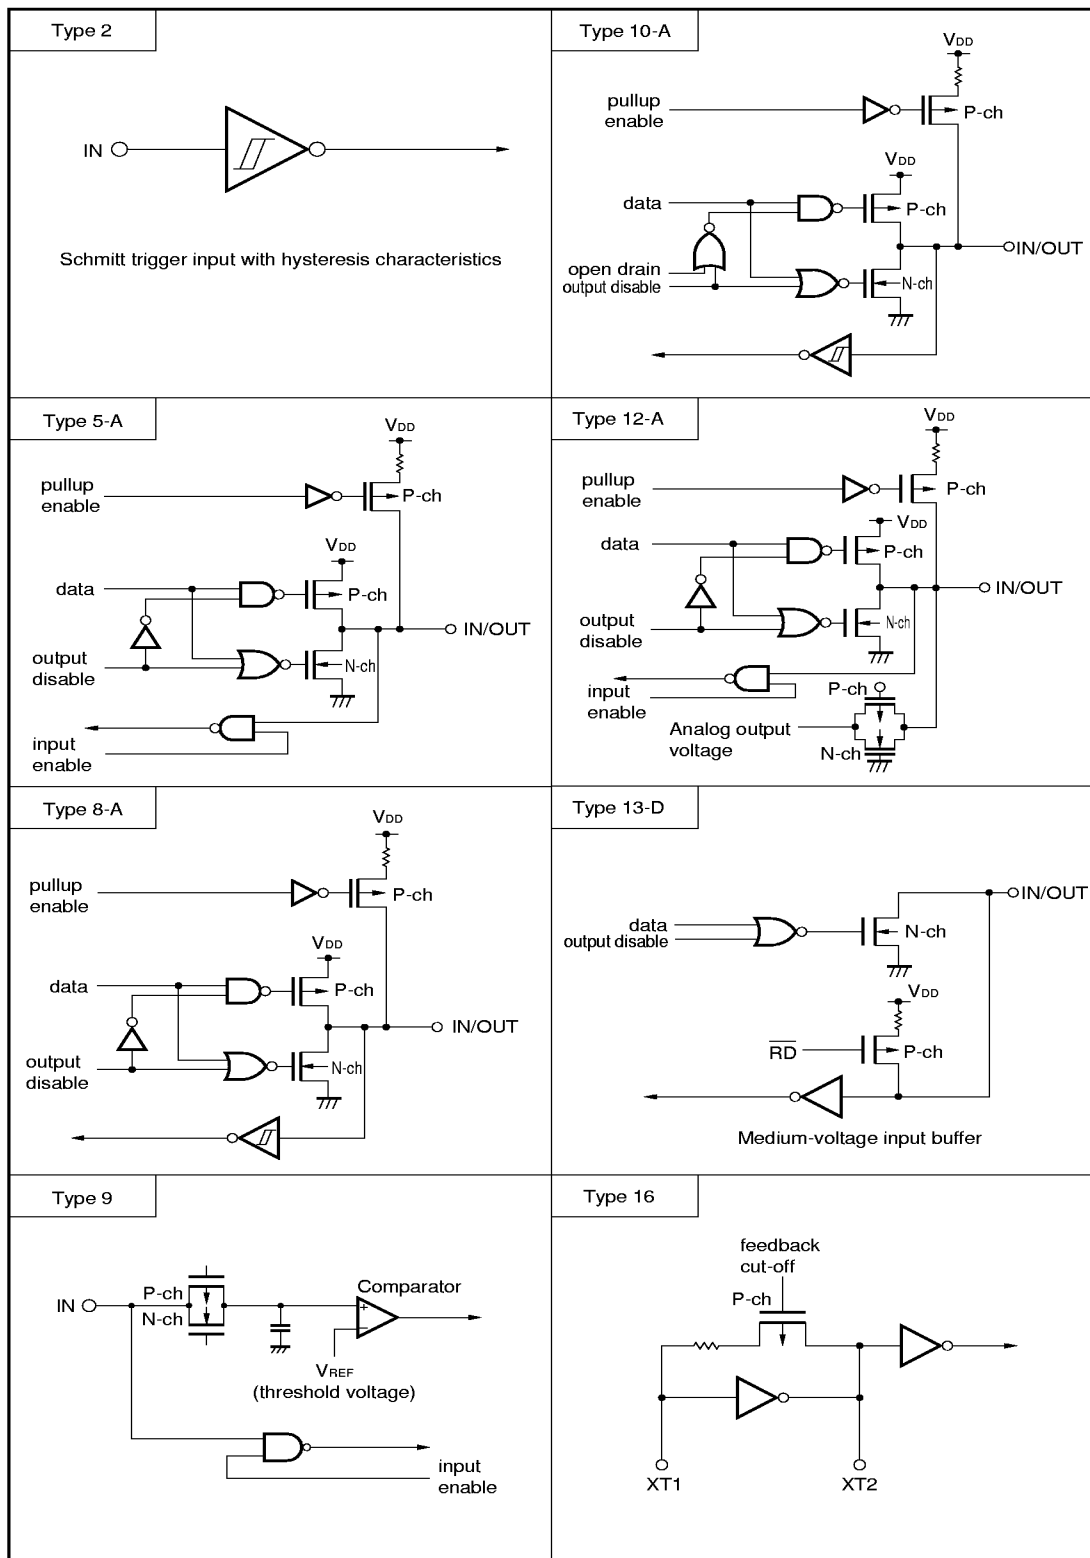 Type 2
IN
Schmitt trigger input with hysteresis characteristics
Type 10-A
VDD
pullup
enable
P-ch
VDD
data
P-ch
IN/OUT
open drain
output disable
N-ch
Type 5-A
VDD
pullup
enable
P-ch
VDD
data
P-ch
IN/OUT
output
disable
N-ch
input
enable
Type 12-A
VDD
pullup
enable
P-ch
VDD
data
P-ch
IN/OUT
output
disable
N-ch
input
enable
P-ch
Analog output
voltage
N-ch
Type 8-A
VDD
pullup
enable
P-ch
VDD
data
P-ch
IN/OUT
output
disable
N-ch
Type 13-D
IN/OUT
data
output disable
N-ch
VDD
RD
P-ch
Medium-voltage input buffer
Type 9
Comparator
P-ch
IN
N-ch
+
−
VREF
(threshold voltage)
input
enable
Type 16
feedback
cut-off
P-ch
XT1
XT2